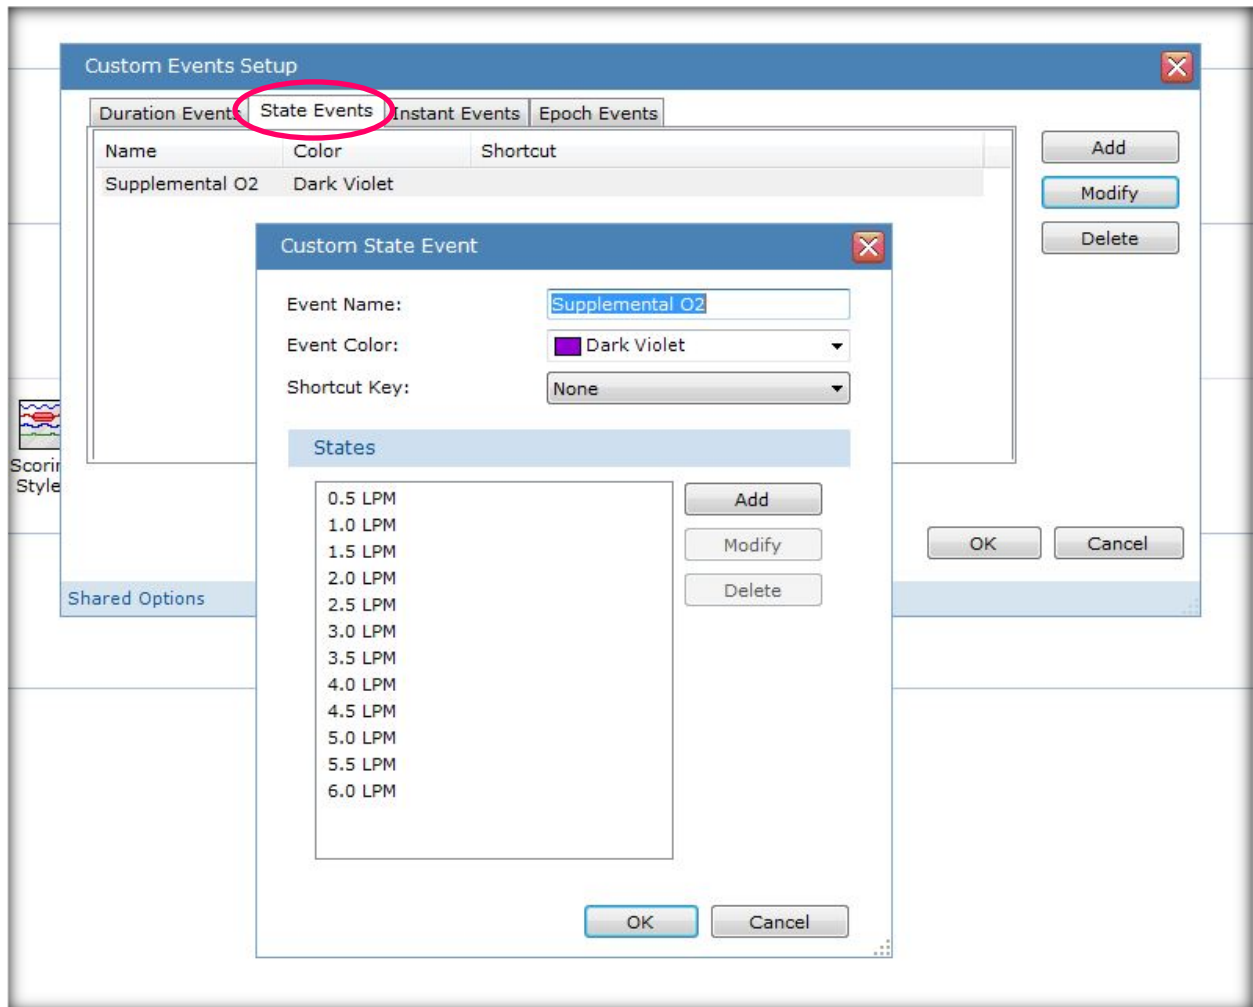 Custom Events Setup
Duration Events State Events Instant Events Epoch Events
Name Color Shortcut
Supplemental O2 Dark Violet
Add
Modify
Delete
Custom State Event
Event Name: Supplemental O2
Event Color: Dark Violet
Shortcut Key: None
States
0.5 LPM
1.0 LPM
1.5 LPM
2.0 LPM
2.5 LPM
3.0 LPM
3.5 LPM
4.0 LPM
4.5 LPM
5.0 LPM
5.5 LPM
6.0 LPM
Add
Modify
Delete
OK Cancel
OK Cancel
Shared Options
Style